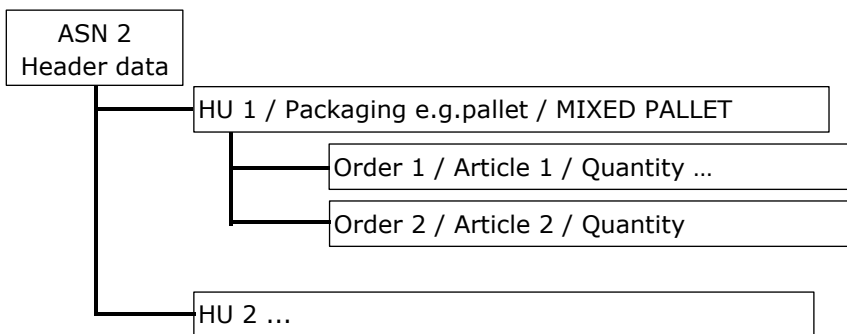 ASN 2
Header data
HU 1 / Packaging e.g.pallet / MIXED PALLET
Order 1 / Article 1 / Quantity …
Order 2 / Article 2 / Quantity
HU 2 ...